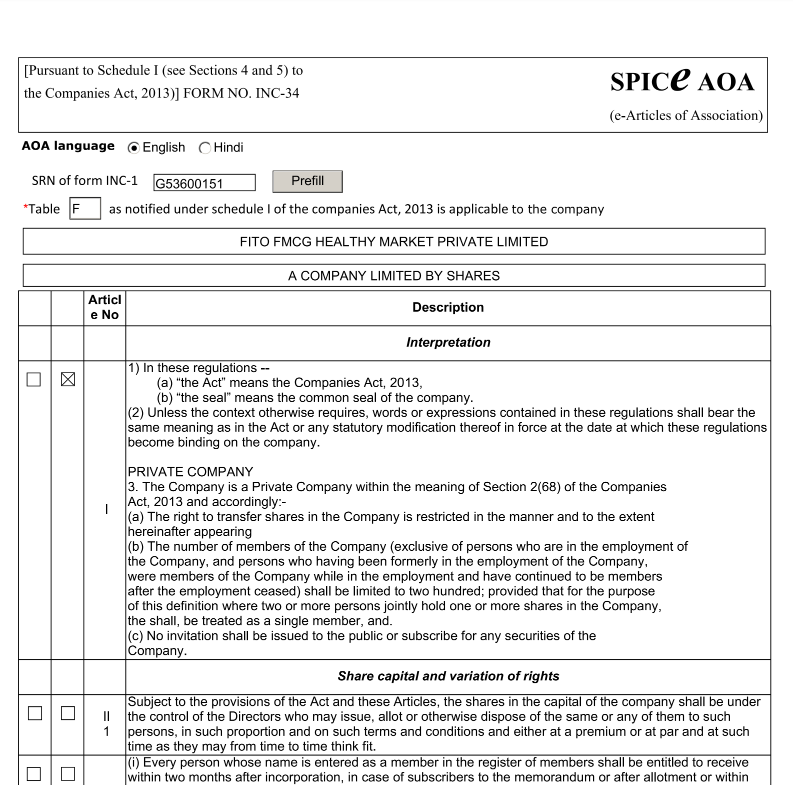 [Pursuant to Schedule I (see Sections 4 and 5) to
the Companies Act, 2013)] FORM NO. INC-34
SPICe AOA
(e-Articles of Association)
AOA language English Hindi
SRN of form INC-1 G53600151 Prefill
*Table F as notified under schedule I of the companies Act, 2013 is applicable to the company
FITO FMCG HEALTHY MARKET PRIVATE LIMITED
A COMPANY LIMITED BY SHARES
Articl
e No
Description
Interpretation
I
1) In these regulations --
(a) “the Act” means the Companies Act, 2013,
(b) “the seal” means the common seal of the company.
(2) Unless the context otherwise requires, words or expressions contained in these regulations shall bear the
same meaning as in the Act or any statutory modification thereof in force at the date at which these regulations
become binding on the company.
PRIVATE COMPANY
3. The Company is a Private Company within the meaning of Section 2(68) of the Companies
Act, 2013 and accordingly:-
(a) The right to transfer shares in the Company is restricted in the manner and to the extent
hereinafter appearing
(b) The number of members of the Company (exclusive of persons who are in the employment of
the Company, and persons who having been formerly in the employment of the Company,
were members of the Company while in the employment and have continued to be members
after the employment ceased) shall be limited to two hundred; provided that for the purpose
of this definition where two or more persons jointly hold one or more shares in the Company,
the shall, be treated as a single member, and.
(c) No invitation shall be issued to the public or subscribe for any securities of the
Company.
Share capital and variation of rights
II
1
Subject to the provisions of the Act and these Articles, the shares in the capital of the company shall be under
the control of the Directors who may issue, allot or otherwise dispose of the same or any of them to such
persons, in such proportion and on such terms and conditions and either at a premium or at par and at such
time as they may from time to time think fit.
(i) Every person whose name is entered as a member in the register of members shall be entitled to receive
within two months after incorporation, in case of subscribers to the memorandum or after allotment or within